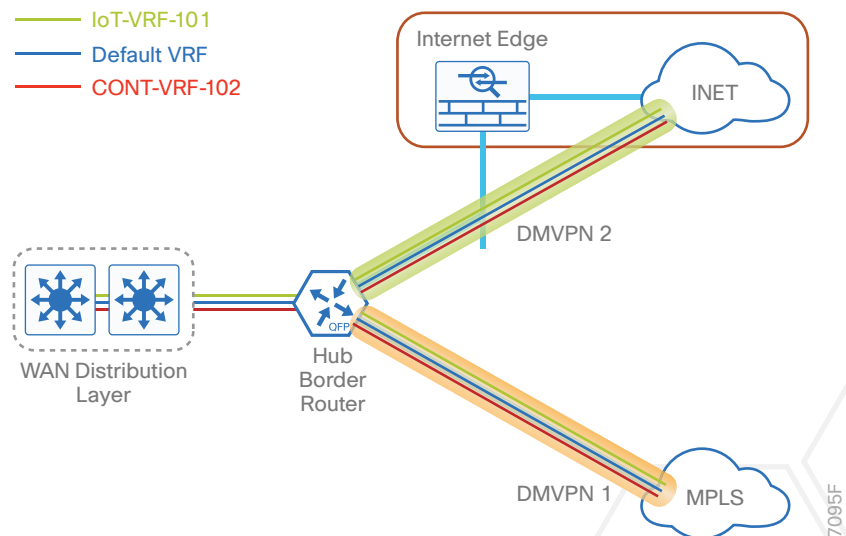 IoT-VRF-101
Default VRF
CONT-VRF-102
Internet Edge
INET
DMVPN 2
QFP
WAN Distribution
Layer
Hub
Border
Router
DMVPN 1
MPLS
7095F